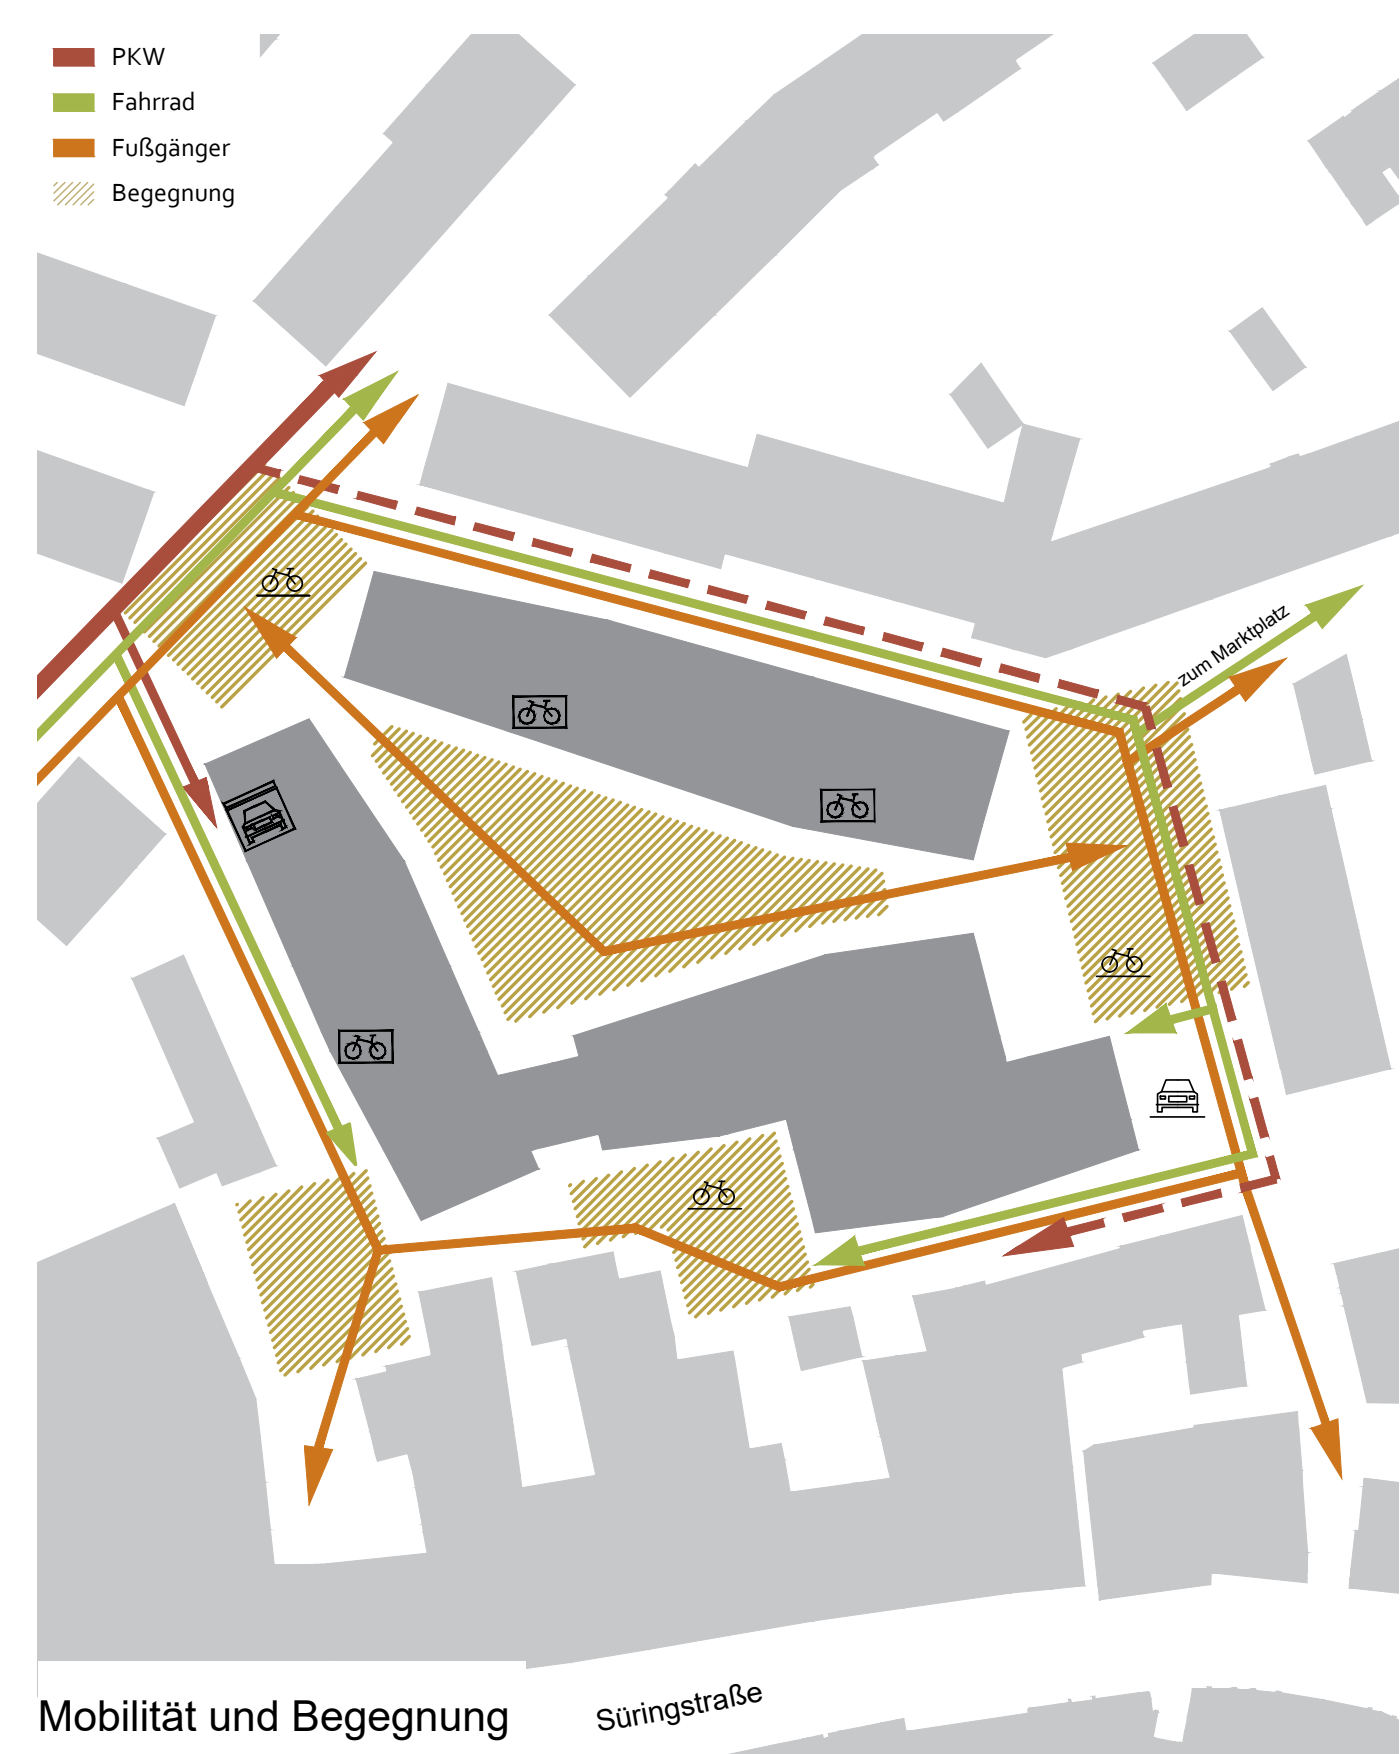 PKW
Fahrrad
Fußgänger
Begegnung
zum Marktplatz
Mobilität und Begegnung
Süringstraße